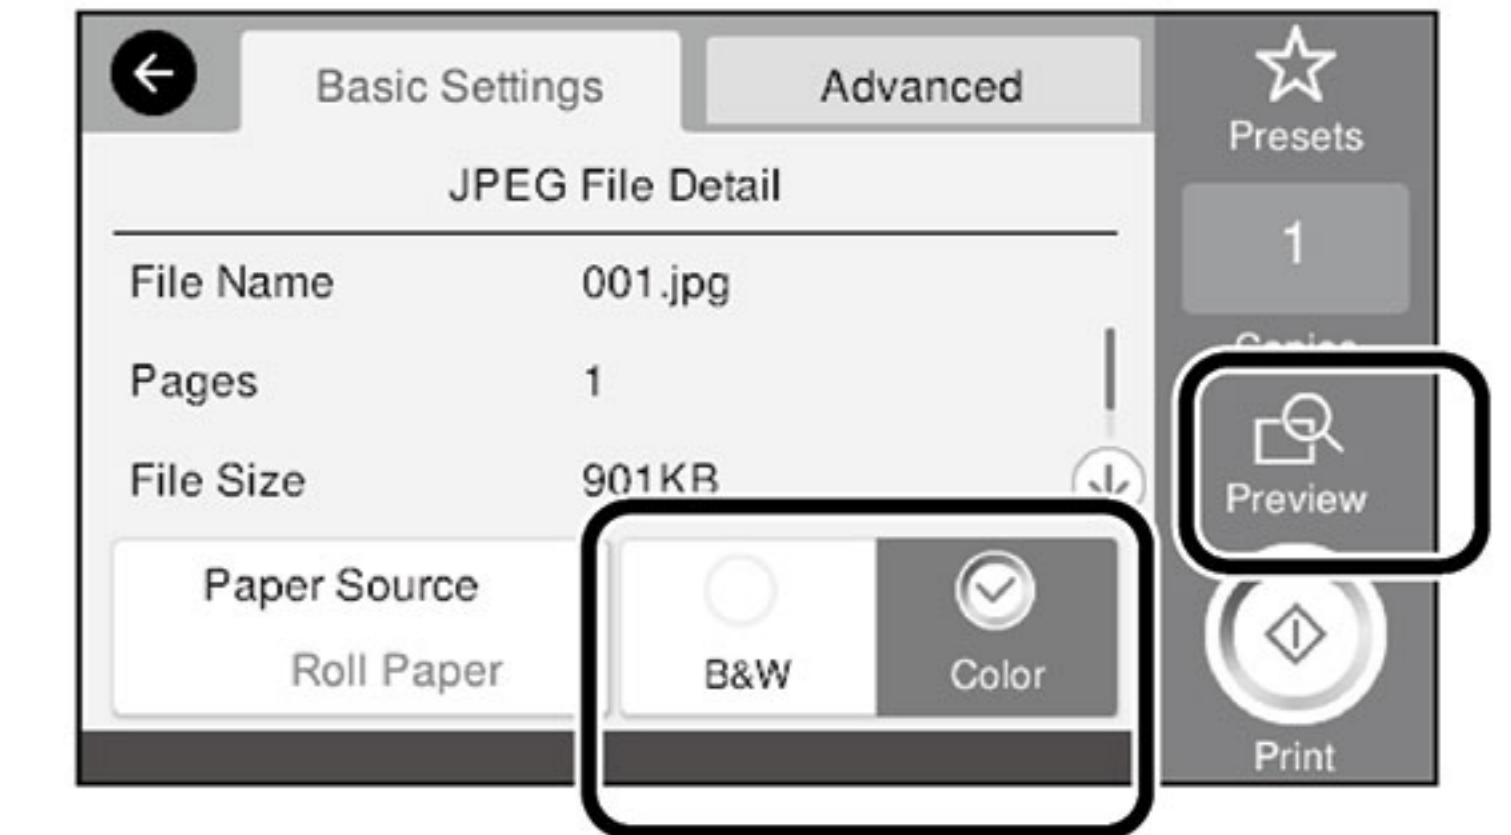 Basic Settings
Advanced
Presets
JPEG File Detail
1
File Name 001.jpg
Copies
Pages 1
File Size 901KB
Preview
Paper Source
Roll Paper
B&W
Color
Print